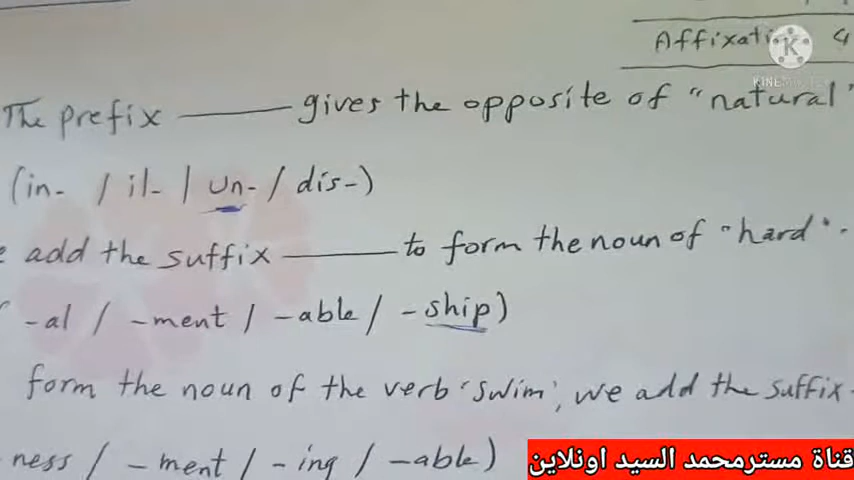 Affixati 4
KINEMASTER
The prefix ______ gives the opposite of "natural"
(in- / il- / un- / dis-)
e add the suffix ______ to form the noun of "hard".
( -al / -ment / -able / -ship)
form the noun of the verb 'swim', we add the suffix
ness / -ment / -ing / -able)
قناة مسترمحمد السيد اونلاين